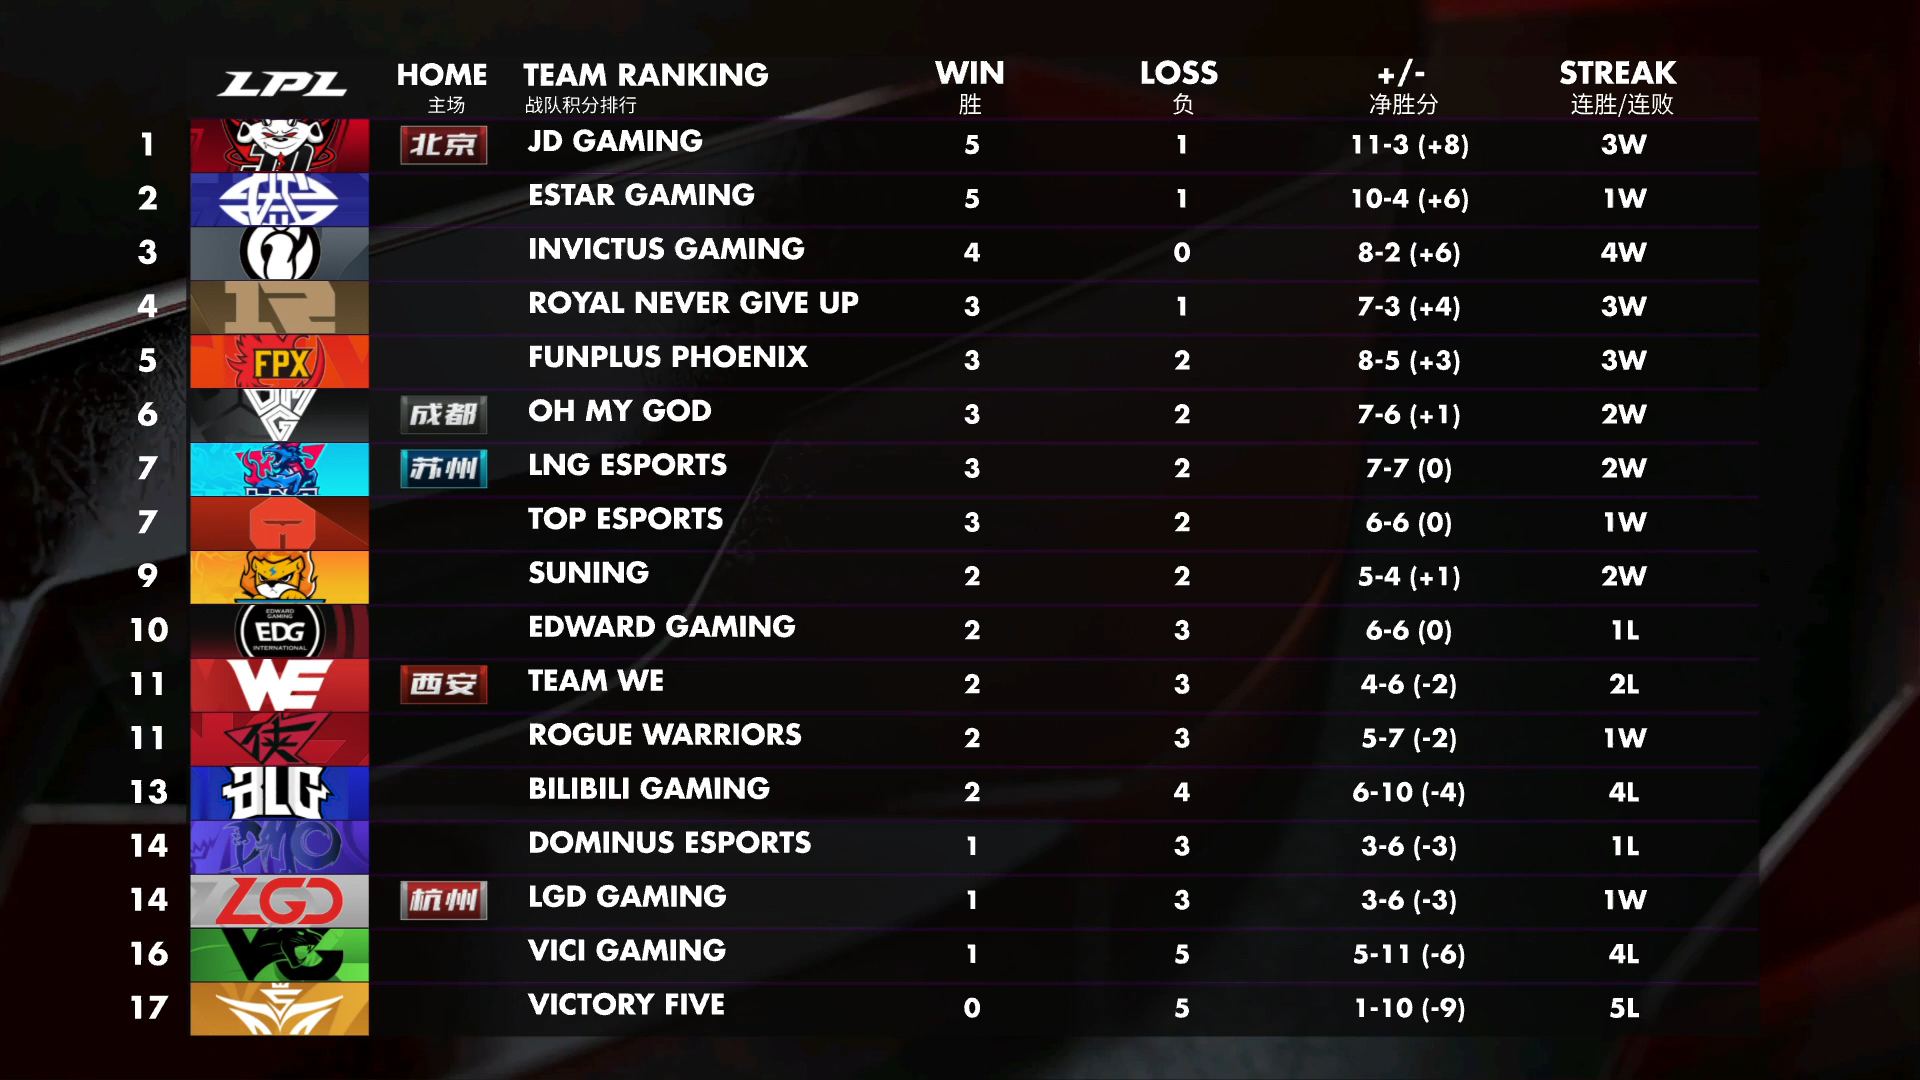 LPL HOME TEAM RANKING WIN LOSS +/- STREAK
主场 战队积分排行 胜 负 净胜分 连胜/连败
1 北京 JD GAMING 5 1 11-3 (+8) 3W
2 ESTAR GAMING 5 1 10-4 (+6) 1W
3 INVICTUS GAMING 4 0 8-2 (+6) 4W
4 ROYAL NEVER GIVE UP 3 1 7-3 (+4) 3W
5 FPX FUNPLUS PHOENIX 3 2 8-5 (+3) 3W
6 OMG 成都 OH MY GOD 3 2 7-6 (+1) 2W
7 苏州 LNG ESPORTS 3 2 7-7 (0) 2W
7 TOP ESPORTS 3 2 6-6 (0) 1W
9 SUNING 2 2 5-4 (+1) 2W
10 EDWARD GAMING EDG INTERNATIONAL EDWARD GAMING 2 3 6-6 (0) 1L
11 WE 西安 TEAM WE 2 3 4-6 (-2) 2L
11 侠 ROGUE WARRIORS 2 3 5-7 (-2) 1W
13 BLG BILIBILI GAMING 2 4 6-10 (-4) 4L
14 DMO DOMINUS ESPORTS 1 3 3-6 (-3) 1L
14 LGD 杭州 LGD GAMING 1 3 3-6 (-3) 1W
16 VG VICI GAMING 1 5 5-11 (-6) 4L
17 VICTORY FIVE 0 5 1-10 (-9) 5L